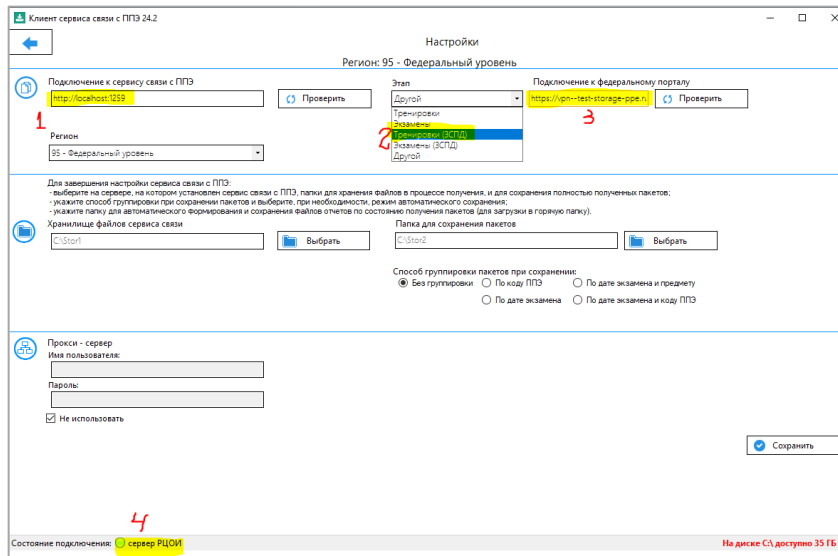 Клиент сервиса связи с ППЭ 24.2
Настройки
Регион: 95 - Федеральный уровень
Подключение к сервису связи с ППЭ
Этап
Подключение к федеральному порталу
http://localhost:1259
Проверить
Другой
https://vpn--test-storage-ppe.r
Проверить
1
Тренировки
3
Экзамены
2
Тренировки (ЗСПД)
Регион
Экзамены (ЗСПД)
95 - Федеральный уровень
Другой
Для завершения настройки сервиса связи с ППЭ:
- выберите на сервере, на котором установлен сервис связи с ППЭ, папки для хранения файлов в процессе получения, и для сохранения полностью полученных пакетов;
- укажите способ группировки при сохранении пакетов и выберите, при необходимости, режим автоматического сохранения;
- укажите папку для автоматического формирования и сохранения файлов отчетов по состоянию получения пакетов (для загрузки в горячую папку).
Хранилище файлов сервиса связи
Папка для сохранения пакетов
C:\Stor1
Выбрать
C:\Stor2
Выбрать
Способ группировки пакетов при сохранении:
Без группировки
По коду ППЭ
По дате экзамена и предмету
По дате экзамена
По дате экзамена и коду ППЭ
Прокси - сервер
Имя пользователя:
Пароль:
Не использовать
Сохранить
4
Состояние подключения:
сервер РЦОИ
На диске C:\ доступно 35 ГБ